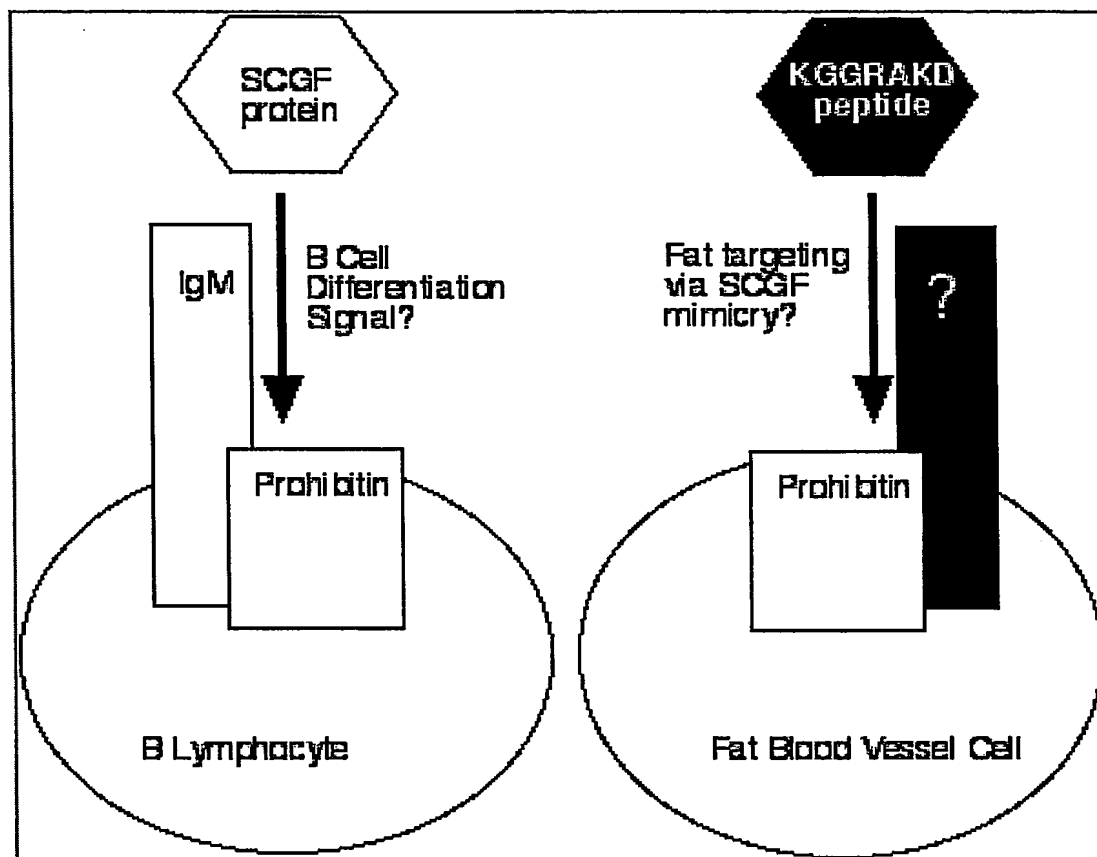 SCGF
protein
IgM
B Cell
Differentiation
Signal?
Prohibitin
B Lymphocyte
KGGRAKD
peptide
Fat targeting
via SCGF
mimicry?
?
Prohibitin
Fat Blood Vessel Cell